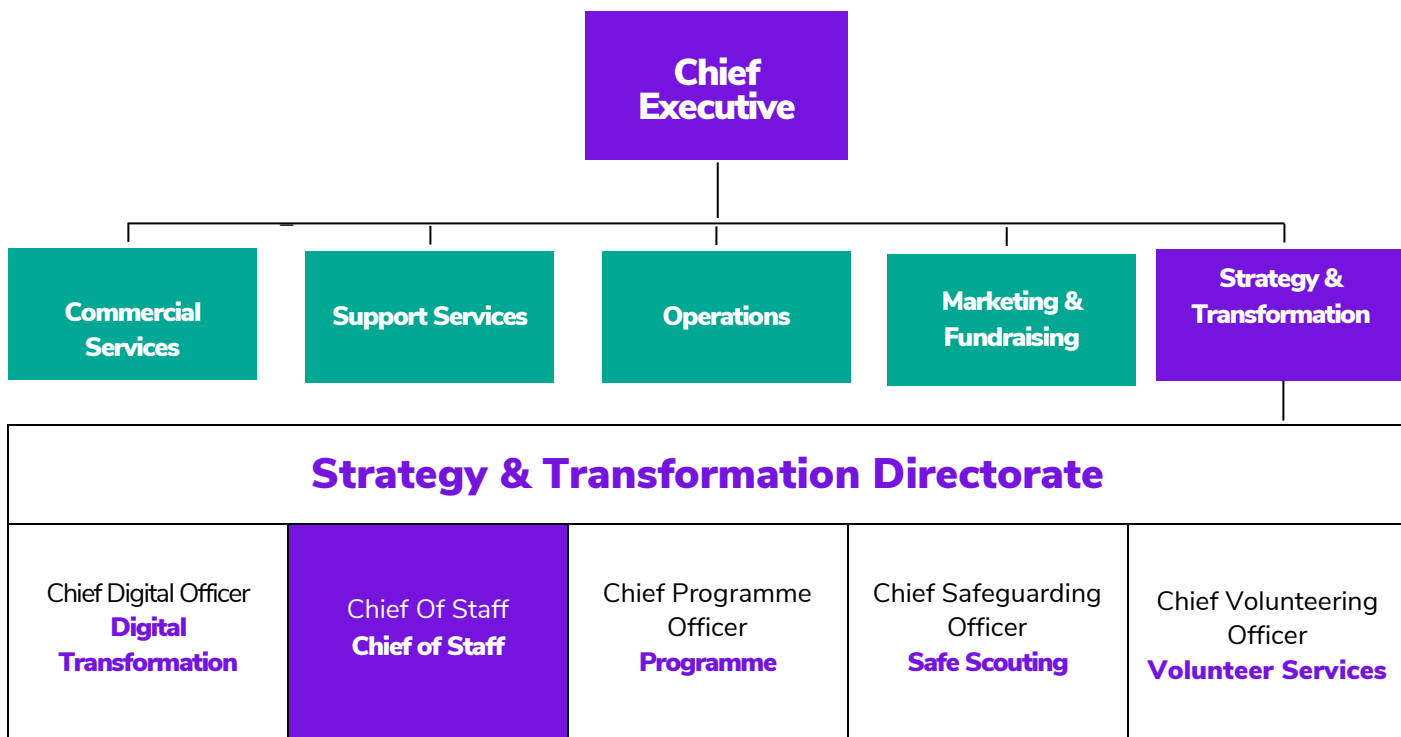 Chief
Executive
Commercial
Services
Support Services
Operations
Marketing &
Fundraising
Strategy &
Transformation
Strategy & Transformation Directorate
Chief Digital Officer
Digital
Transformation
Chief Of Staff
Chief of Staff
Chief Programme
Officer
Programme
Chief Safeguarding
Officer
Safe Scouting
Chief Volunteering
Officer
Volunteer Services